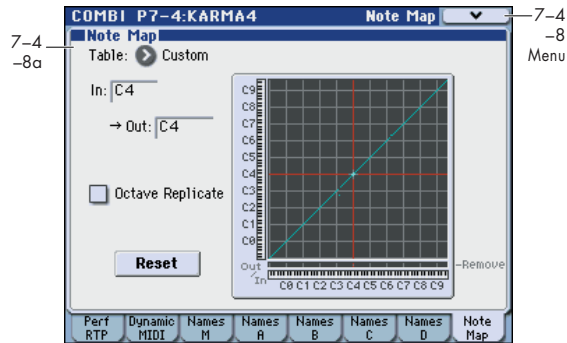 COMBI P7-4:KARMA4 Note Map
7-4
-8
Menu
7-4
-8a
Note Map
Table: Custom
In: C4
→ Out: C4
Octave Replicate
Reset
C9
C8
C7
C6
C5
C4
C3
C2
C1
C0
Out
/
In
C0 C1 C2 C3 C4 C5 C6 C7 C8 C9
-Remove
Perf RTP
Dynamic MIDI
Names M
Names A
Names B
Names C
Names D
Note Map